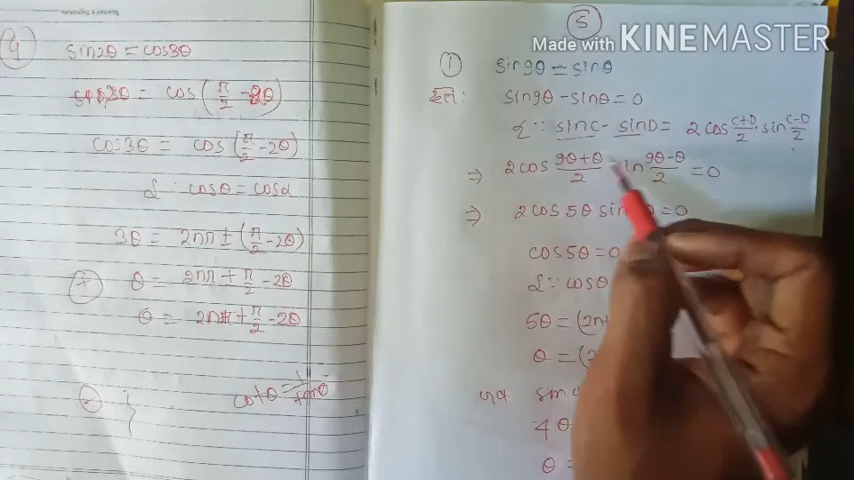 4
sin2θ = cos3θ
cos(π/2 - 2θ)
cos3θ = cos(π/2 - 2θ)
∵ cosθ = cosα
3θ = 2nπ ± (π/2 - 2θ)
+ θ = 2nπ + π/2 - 2θ
θ = 2nπ + π/2 - 2θ
cotθ = 1/tanθ
-
5
Made with KINEMASTER
① sin9θ = sinθ
हल: sin9θ - sinθ = 0
{∵ sinC - sinD = 2cos (C+D)/2 · sin (C-D)/2
⇒ 2cos (9θ+θ)/2 sin (9θ-θ)/2 = 0
⇒ 2cos5θ sin = 0
cos5θ = 0
{∵ cosθ
5θ = (2n+
θ = (2
sin
4θ
θ =